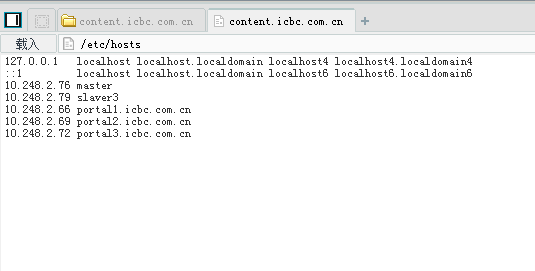 content.icbc.com.cn content.icbc.com.cn +
载入 /etc/hosts
127.0.0.1 localhost localhost.localdomain localhost4 localhost4.localdomain4
::1 localhost localhost.localdomain localhost6 localhost6.localdomain6
10.248.2.76 master
10.248.2.79 slaver3
10.248.2.66 portal1.icbc.com.cn
10.248.2.69 portal2.icbc.com.cn
10.248.2.72 portal3.icbc.com.cn